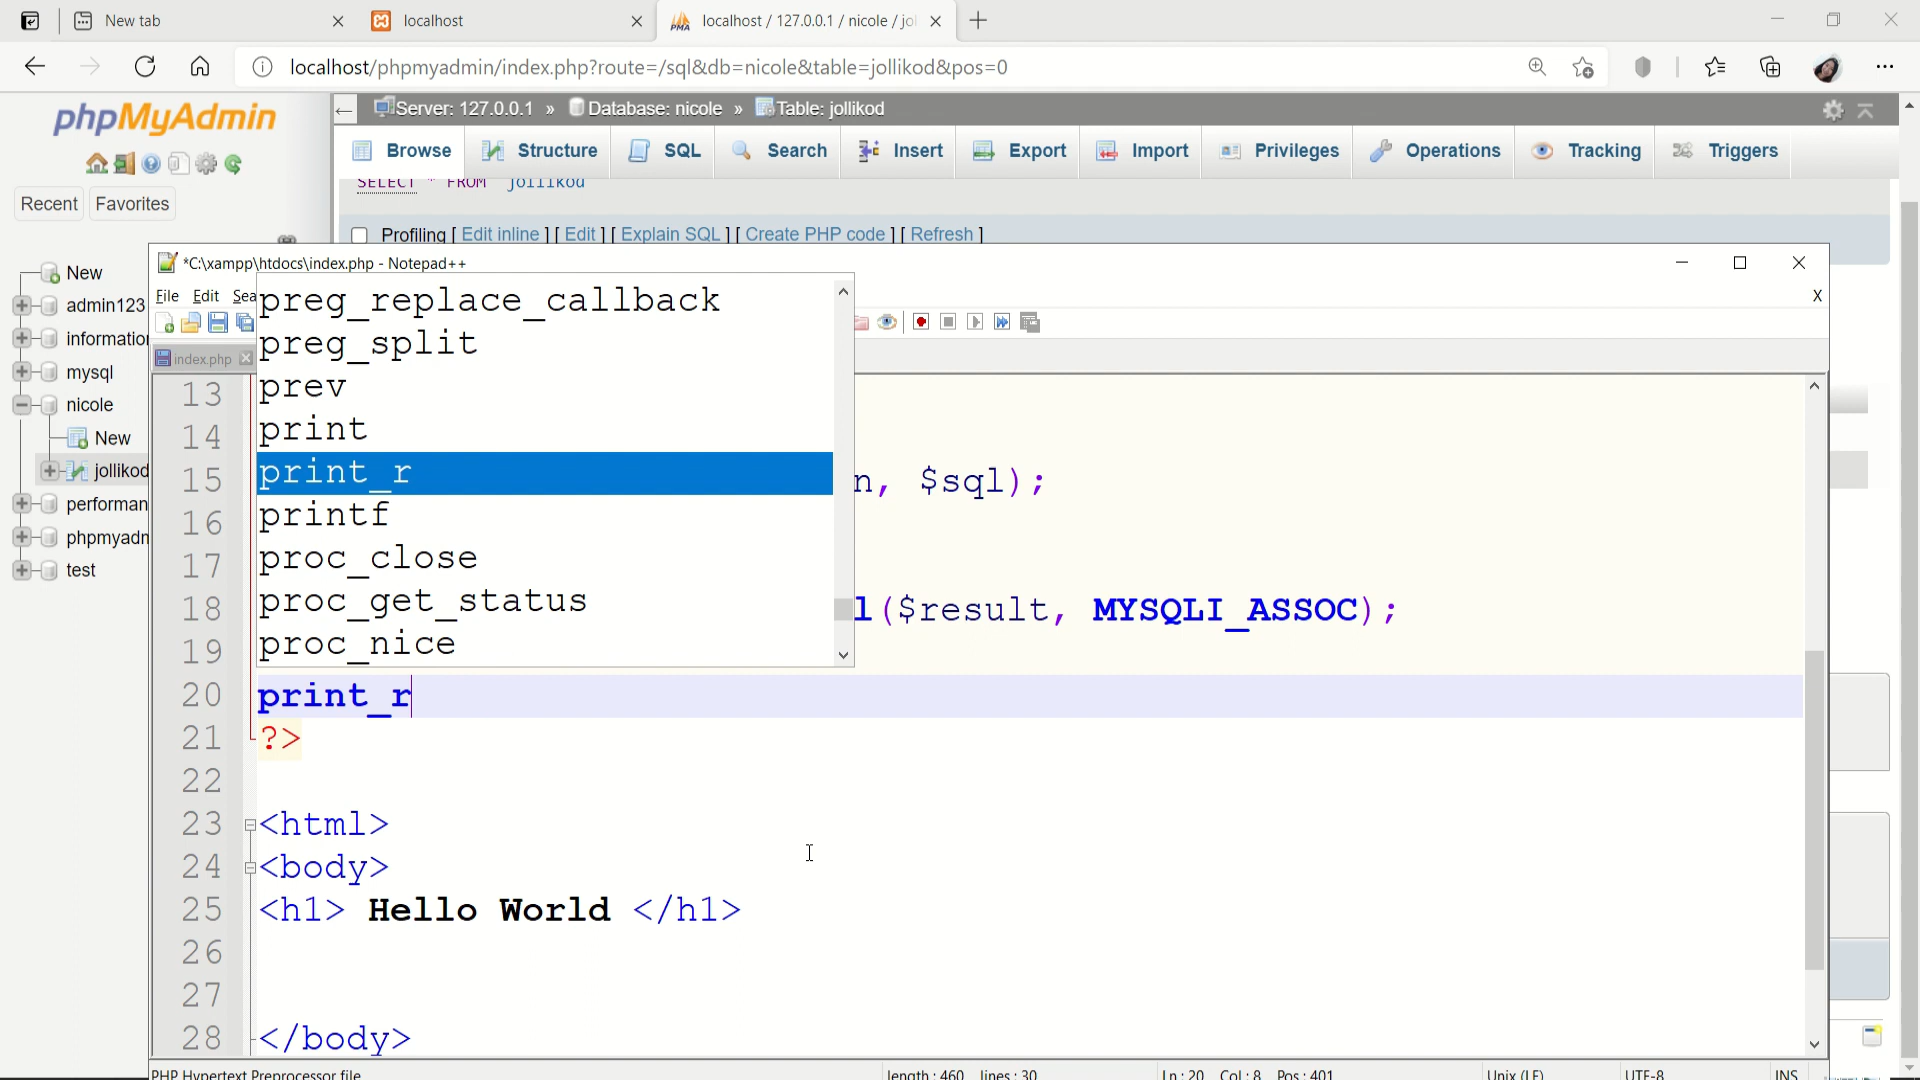 New tab
localhost
localhost / 127.0.0.1 / nicole / jol
localhost/phpmyadmin/index.php?route=/sql&db=nicole&table=jollikod&pos=0
phpMyAdmin
Server: 127.0.0.1 » Database: nicole » Table: jollikod
Browse Structure SQL Search Insert Export Import Privileges Operations Tracking Triggers
SELECT * FROM `jollikod`
Recent Favorites
Profiling [ Edit inline ] [ Edit ] [ Explain SQL ] [ Create PHP code ] [ Refresh ]
New
admin123
information
mysql
nicole
New
jollikod
performan
phpmyadm
test
*C:\xampp\htdocs\index.php - Notepad++
File Edit Sea
X
index.php
preg_replace_callback
preg_split
prev
print
print_r
printf
proc_close
proc_get_status
proc_nice
13
14
15 n, $sql);
16
17
18 l($result, MYSQLI_ASSOC);
19
20 print_r
21 ?>
22
23 <html>
24 <body>
25 <h1> Hello World </h1>
26
27
28 </body>
PHP Hypertext Preprocessor file length : 460 lines : 30 Ln : 20 Col : 8 Pos : 401 Unix (LF) UTF-8 INS